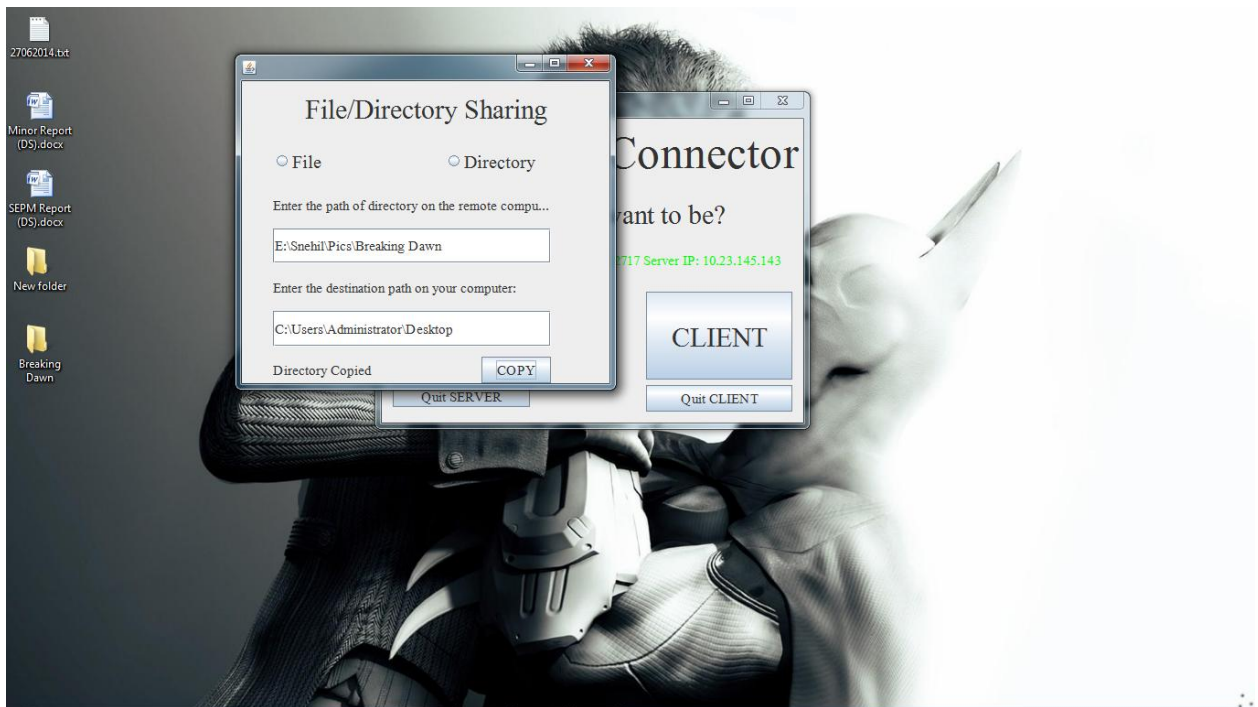 27062014.txt
Minor Report
(DS).docx
SEPM Report
(DS).docx
New folder
Breaking
Dawn
File/Directory Sharing
File
Directory
Enter the path of directory on the remote compu...
E:\Snehil\Pics\Breaking Dawn
Enter the destination path on your computer:
C:\Users\Administrator\Desktop
Directory Copied
COPY
Connector
to be?
2717 Server IP: 10.23.145.143
CLIENT
Quit SERVER
Quit CLIENT